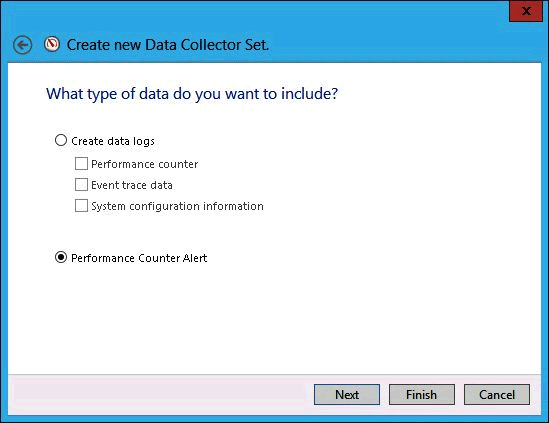 x
Create new Data Collector Set.
What type of data do you want to include?
Create data logs
Performance counter
Event trace data
System configuration information
Performance Counter Alert
Next Finish Cancel